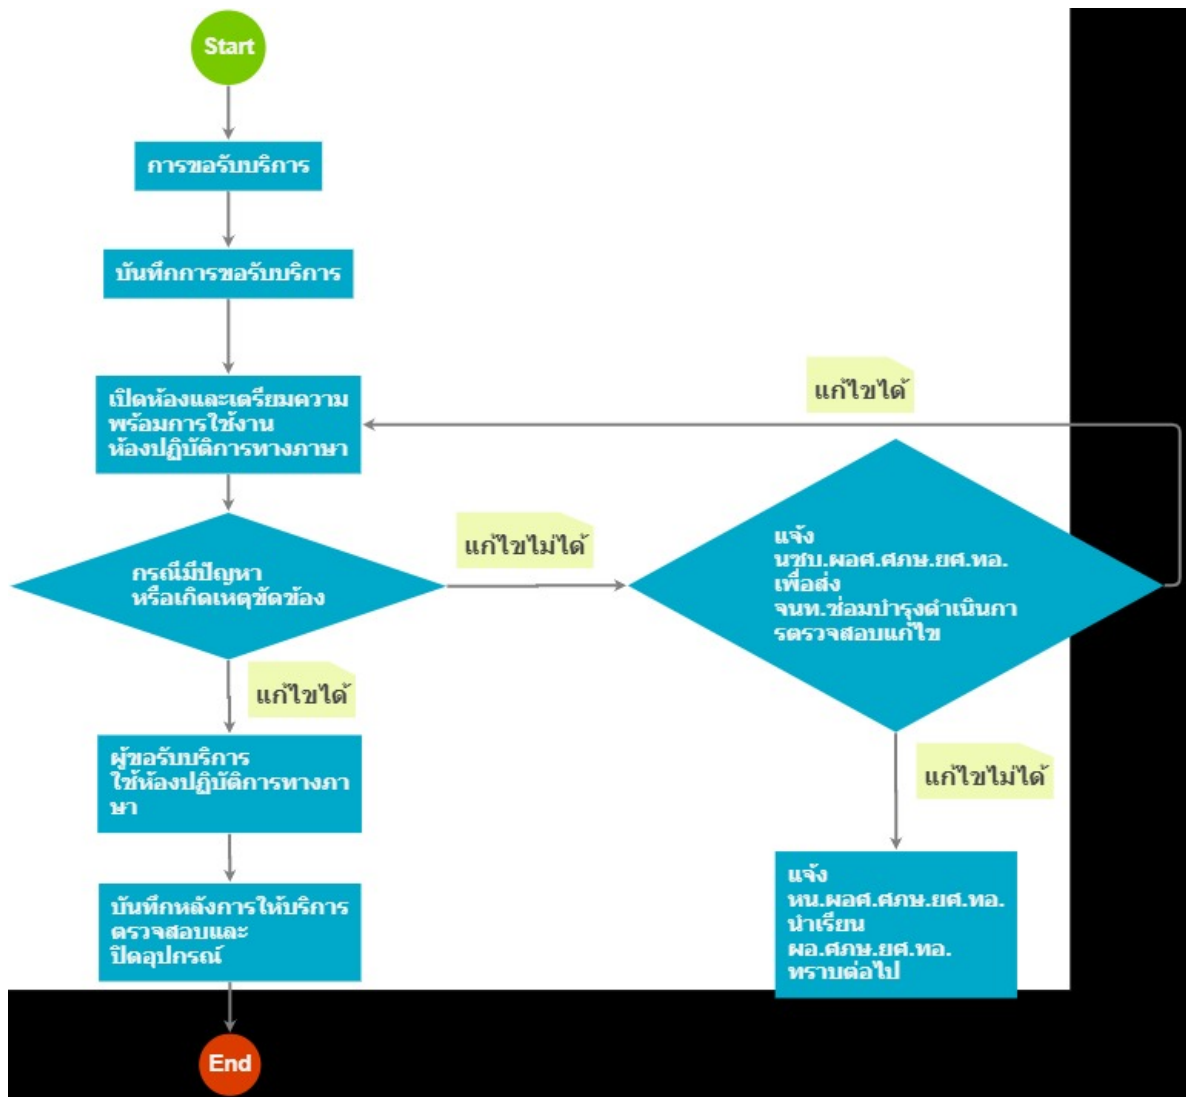 Start
การขอรับบริการ
บันทึกการขอรับบริการ
เปิดห้องและเตรียมความ
พร้อมการใช้งาน
ห้องปฏิบัติการทางภาษา
แก้ไขได้
กรณีมีปัญหา
หรือเกิดเหตุขัดข้อง
แก้ไขไม่ได้
แจ้ง
นชบ.ผอศ.ศภษ.ยศ.ทอ.
เพื่อส่ง
จนท.ซ่อมบำรุงดำเนินกา
รตรวจสอบแก้ไข
แก้ไขได้
ผู้ขอรับบริการ
ใช้ห้องปฏิบัติการทางภา
ษา
แก้ไขไม่ได้
บันทึกหลังการให้บริการ
ตรวจสอบและ
ปิดอุปกรณ์
แจ้ง
หน.ผอศ.ศภษ.ยศ.ทอ.
นำเรียน
ผอ.ศภษ.ยศ.ทอ.
ทราบต่อไป
End